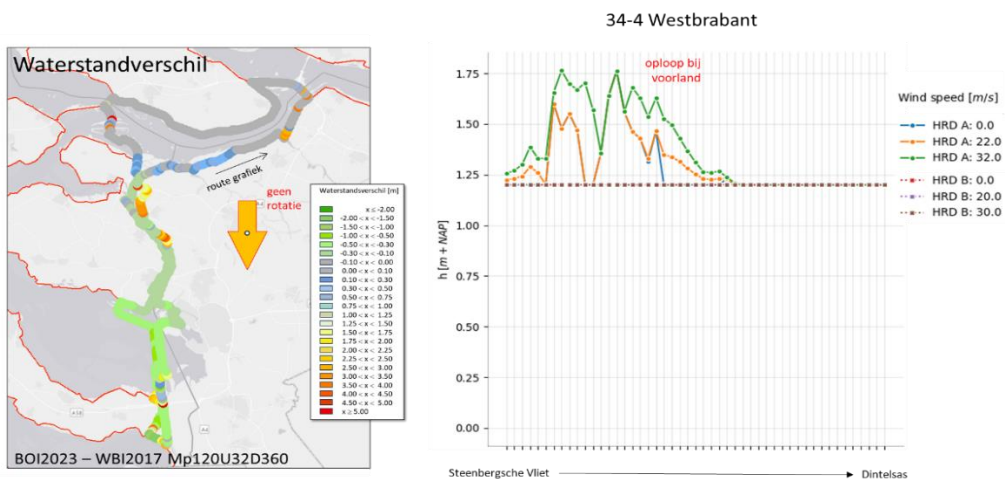 34-4 Westbrabant
Waterstandverschil
route grafiek
geen
rotatie
A4
Waterstandverschil [m]
x ≤ -2.00
-2.00 < x < -1.50
-1.50 < x < -1.00
-1.00 < x < -0.50
-0.50 < x < -0.30
-0.30 < x < -0.10
-0.10 < x < 0.00
0.00 < x < 0.10
0.10 < x < 0.30
0.30 < x < 0.50
0.50 < x < 0.75
0.75 < x < 1.00
1.00 < x < 1.25
1.25 < x < 1.50
1.50 < x < 1.75
1.75 < x < 2.00
2.00 < x < 2.25
2.25 < x < 2.50
2.50 < x < 3.00
3.00 < x < 3.50
3.50 < x < 4.00
4.00 < x < 4.50
4.50 < x < 5.00
x ≥ 5.00
A58
A4
BOI2023 – WBI2017 Mp120U32D360
oploop bij
voorland
h [m + NAP]
1.75
1.50
1.25
1.00
0.75
0.50
0.25
0.00
Wind speed [m/s]
HRD A: 0.0
HRD A: 22.0
HRD A: 32.0
HRD B: 0.0
HRD B: 20.0
HRD B: 30.0
Steenbergsche Vliet
Dintelsas